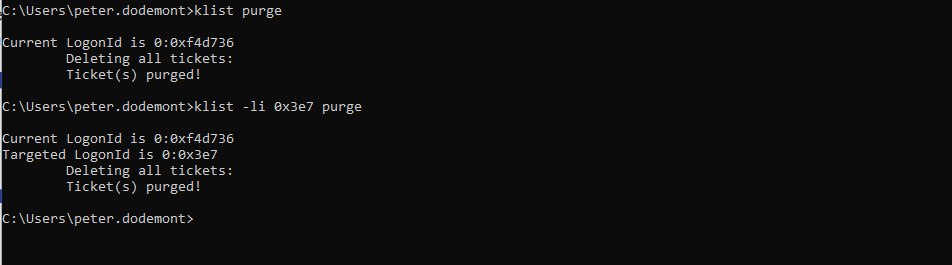 C:\Users\peter.dodemont>klist purge
Current LogonId is 0:0xf4d736
Deleting all tickets:
Ticket(s) purged!
C:\Users\peter.dodemont>klist -li 0x3e7 purge
Current LogonId is 0:0xf4d736
Targeted LogonId is 0:0x3e7
Deleting all tickets:
Ticket(s) purged!
C:\Users\peter.dodemont>